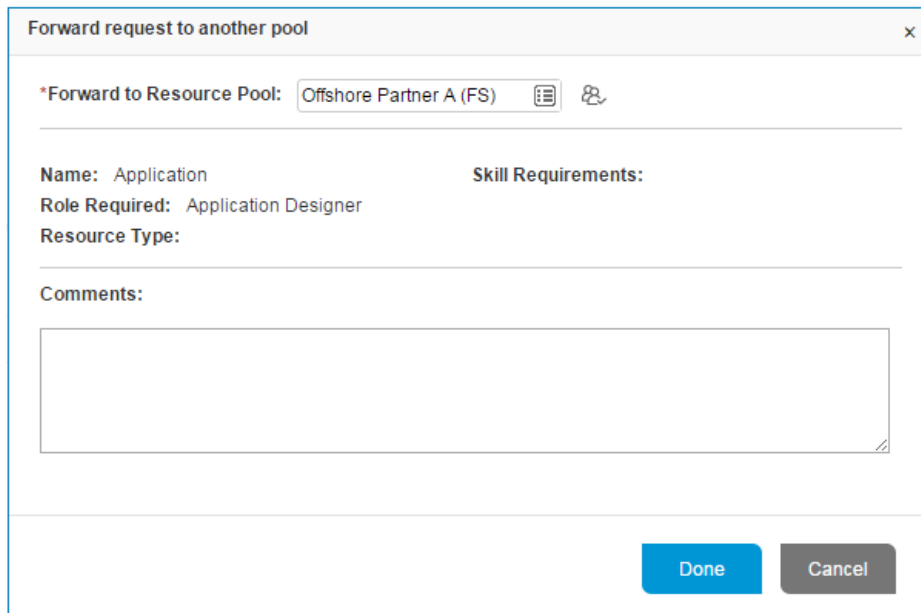 Forward request to another pool
×
*Forward to Resource Pool: Offshore Partner A (FS)
Name: Application Skill Requirements:
Role Required: Application Designer
Resource Type:
Comments:
Done Cancel